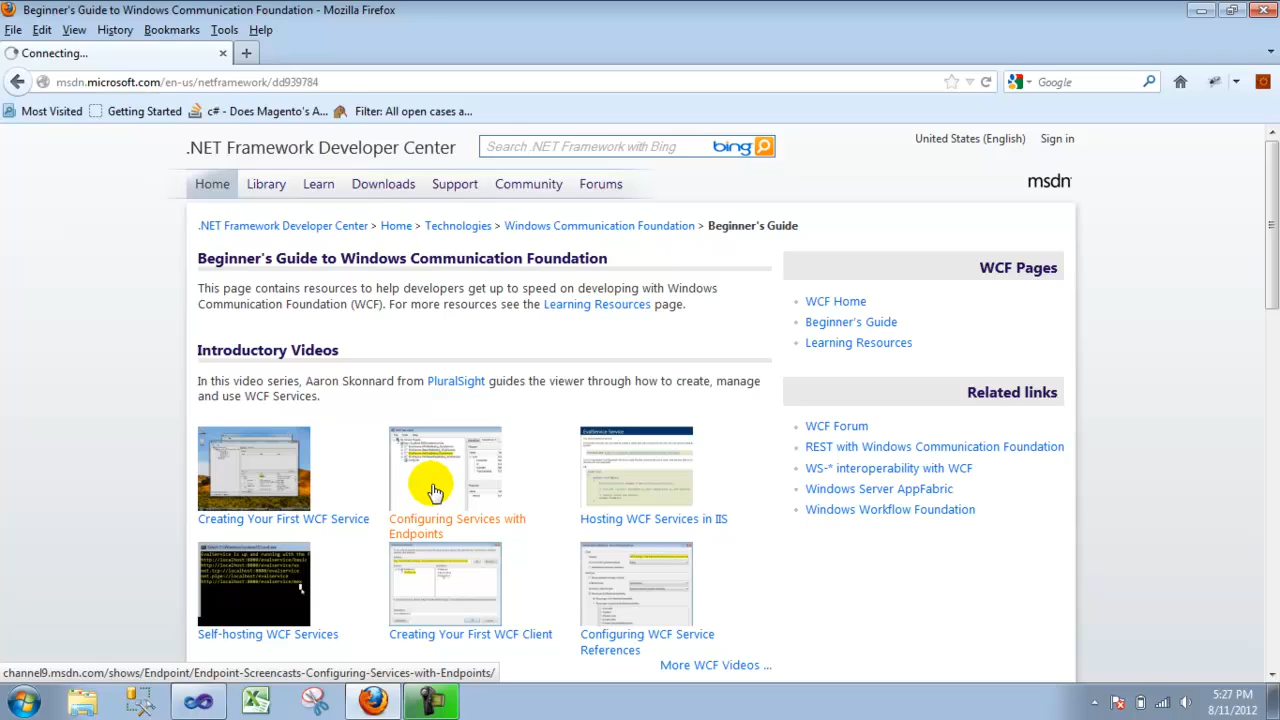 Beginner's Guide to Windows Communication Foundation - Mozilla Firefox
File Edit View History Bookmarks Tools Help
Connecting...
msdn.microsoft.com/en-us/netframework/dd939784
Google
Most Visited Getting Started c# - Does Magento's A... Filter: All open cases a...
United States (English) Sign in
.NET Framework Developer Center Search .NET Framework with Bing bing
Home Library Learn Downloads Support Community Forums
msdn
.NET Framework Developer Center > Home > Technologies > Windows Communication Foundation > Beginner's Guide
Beginner's Guide to Windows Communication Foundation
This page contains resources to help developers get up to speed on developing with Windows
Communication Foundation (WCF). For more resources see the Learning Resources page.
Introductory Videos
In this video series, Aaron Skonnard from PluralSight guides the viewer through how to create, manage
and use WCF Services.
Creating Your First WCF Service
Configuring Services with
Endpoints
Hosting WCF Services in IIS
Self-hosting WCF Services
Creating Your First WCF Client
Configuring WCF Service
References
More WCF Videos ...
WCF Pages
WCF Home
Beginner's Guide
Learning Resources
Related links
WCF Forum
REST with Windows Communication Foundation
WS-* interoperability with WCF
Windows Server AppFabric
Windows Workflow Foundation
channel9.msdn.com/shows/Endpoint/Endpoint-Screencasts-Configuring-Services-with-Endpoints/
5:27 PM
8/11/2012